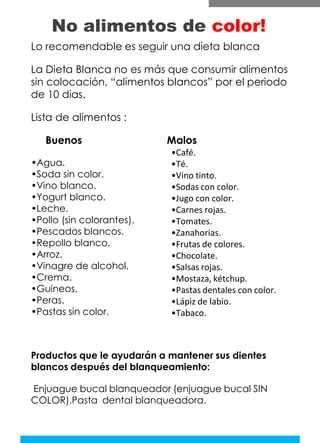 No alimentos de color!
Lo recomendable es seguir una dieta blanca
La Dieta Blanca no es más que consumir alimentos
sin colocación, “alimentos blancos” por el periodo
de 10 dias.
Lista de alimentos :
Buenos
•Agua.
•Soda sin color.
•Vino blanco.
•Yogurt blanco.
•Leche.
•Pollo (sin colorantes).
•Pescados blancos.
•Repollo blanco.
•Arroz.
•Vinagre de alcohol.
•Crema.
•Guineos.
•Peras.
•Pastas sin color.
Malos
•Café.
•Té.
•Vino tinto.
•Sodas con color.
•Jugo con color.
•Carnes rojas.
•Tomates.
•Zanahorias.
•Frutas de colores.
•Chocolate.
•Salsas rojas.
•Mostaza, kétchup.
•Pastas dentales con color.
•Lápiz de labio.
•Tabaco.
Productos que le ayudarán a mantener sus dientes
blancos después del blanqueamiento:
Enjuague bucal blanqueador (enjuague bucal SIN
COLOR).Pasta dental blanqueadora.